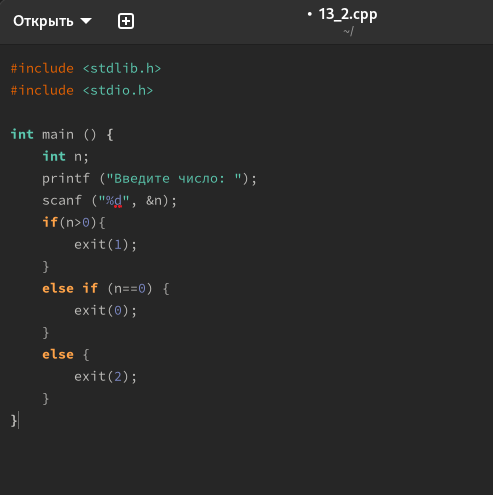 Открыть
• 13_2.cpp
~/
#include <stdlib.h>
#include <stdio.h>

int main () {
    int n;
    printf ("Введите число: ");
    scanf ("%d", &n);
    if(n>0){
        exit(1);
    }
    else if (n==0) {
        exit(0);
    }
    else {
        exit(2);
    }
}